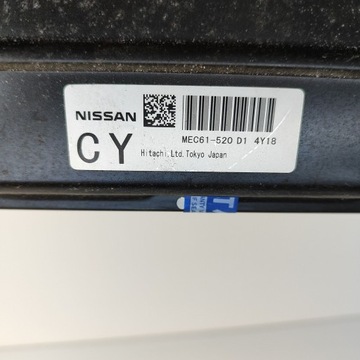 NISSAN
CY
MEC61-520 D1 4Y18
Hitachi,Ltd.Tokyo Japan